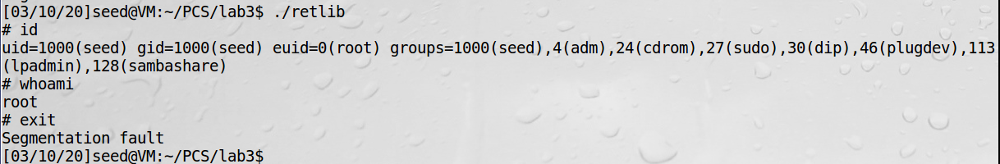 [03/10/20]seed@VM:~/PCS/lab3$ ./retlib
# id
uid=1000(seed) gid=1000(seed) euid=0(root) groups=1000(seed),4(adm),24(cdrom),27(sudo),30(dip),46(plugdev),113
(lpadmin),128(sambashare)
# whoami
root
# exit
Segmentation fault
[03/10/20]seed@VM:~/PCS/lab3$